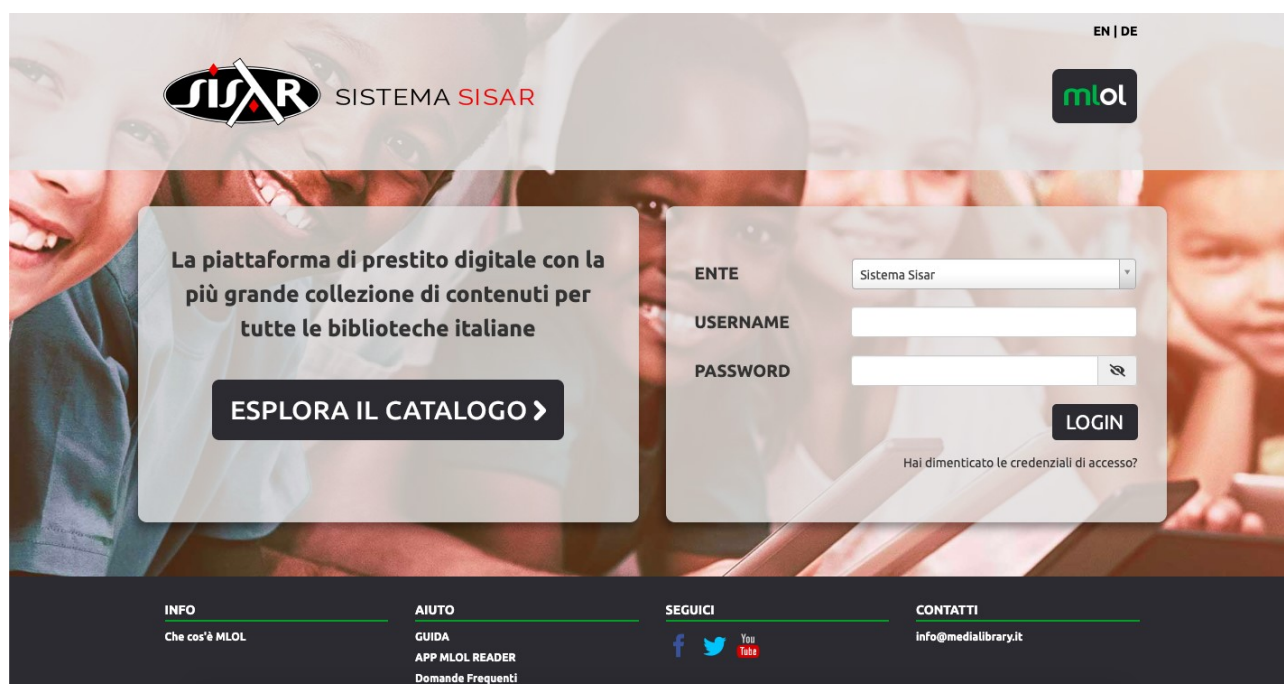 EN | DE
SISAR SISTEMA SISAR
mlol
La piattaforma di prestito digitale con la
più grande collezione di contenuti per
tutte le biblioteche italiane
ESPLORA IL CATALOGO
ENTE Sistema Sisar
USERNAME
PASSWORD
LOGIN
Hai dimenticato le credenziali di accesso?
INFO
Che cos'è MLOL
AIUTO
GUIDA
APP MLOL READER
Domande Frequenti
SEGUICI
f
You
Tube
CONTATTI
info@medialibrary.it